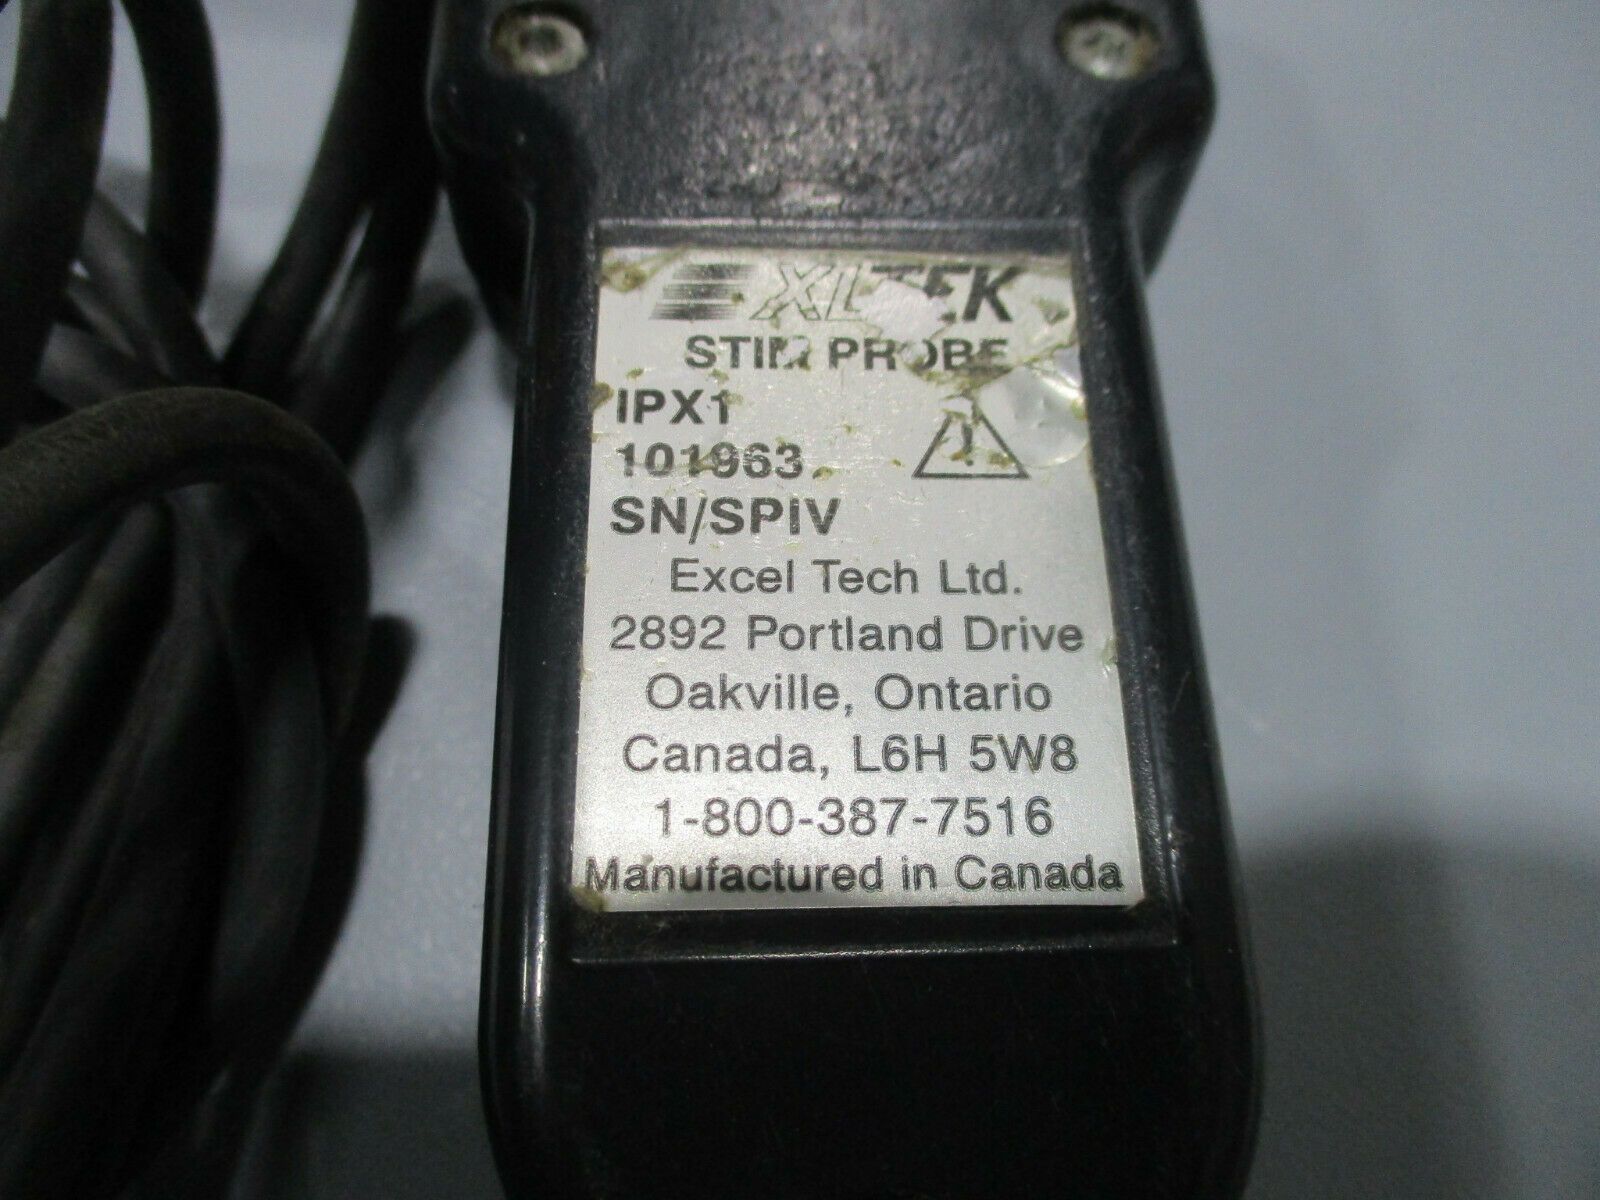 EXLTEK
STIM PROBE
IPX1
101963
SN/SPIV
Excel Tech Ltd.
2892 Portland Drive
Oakville, Ontario
Canada, L6H 5W8
1-800-387-7516
Manufactured in Canada